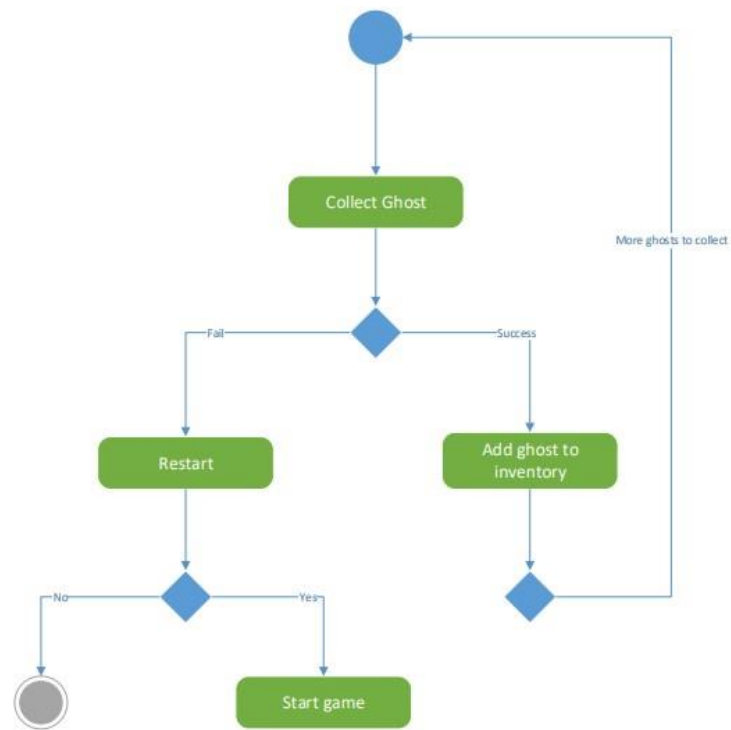 Collect Ghost
More ghosts to collect
Fail
Success
Restart
Add ghost to
inventory
No
Yes
Start game